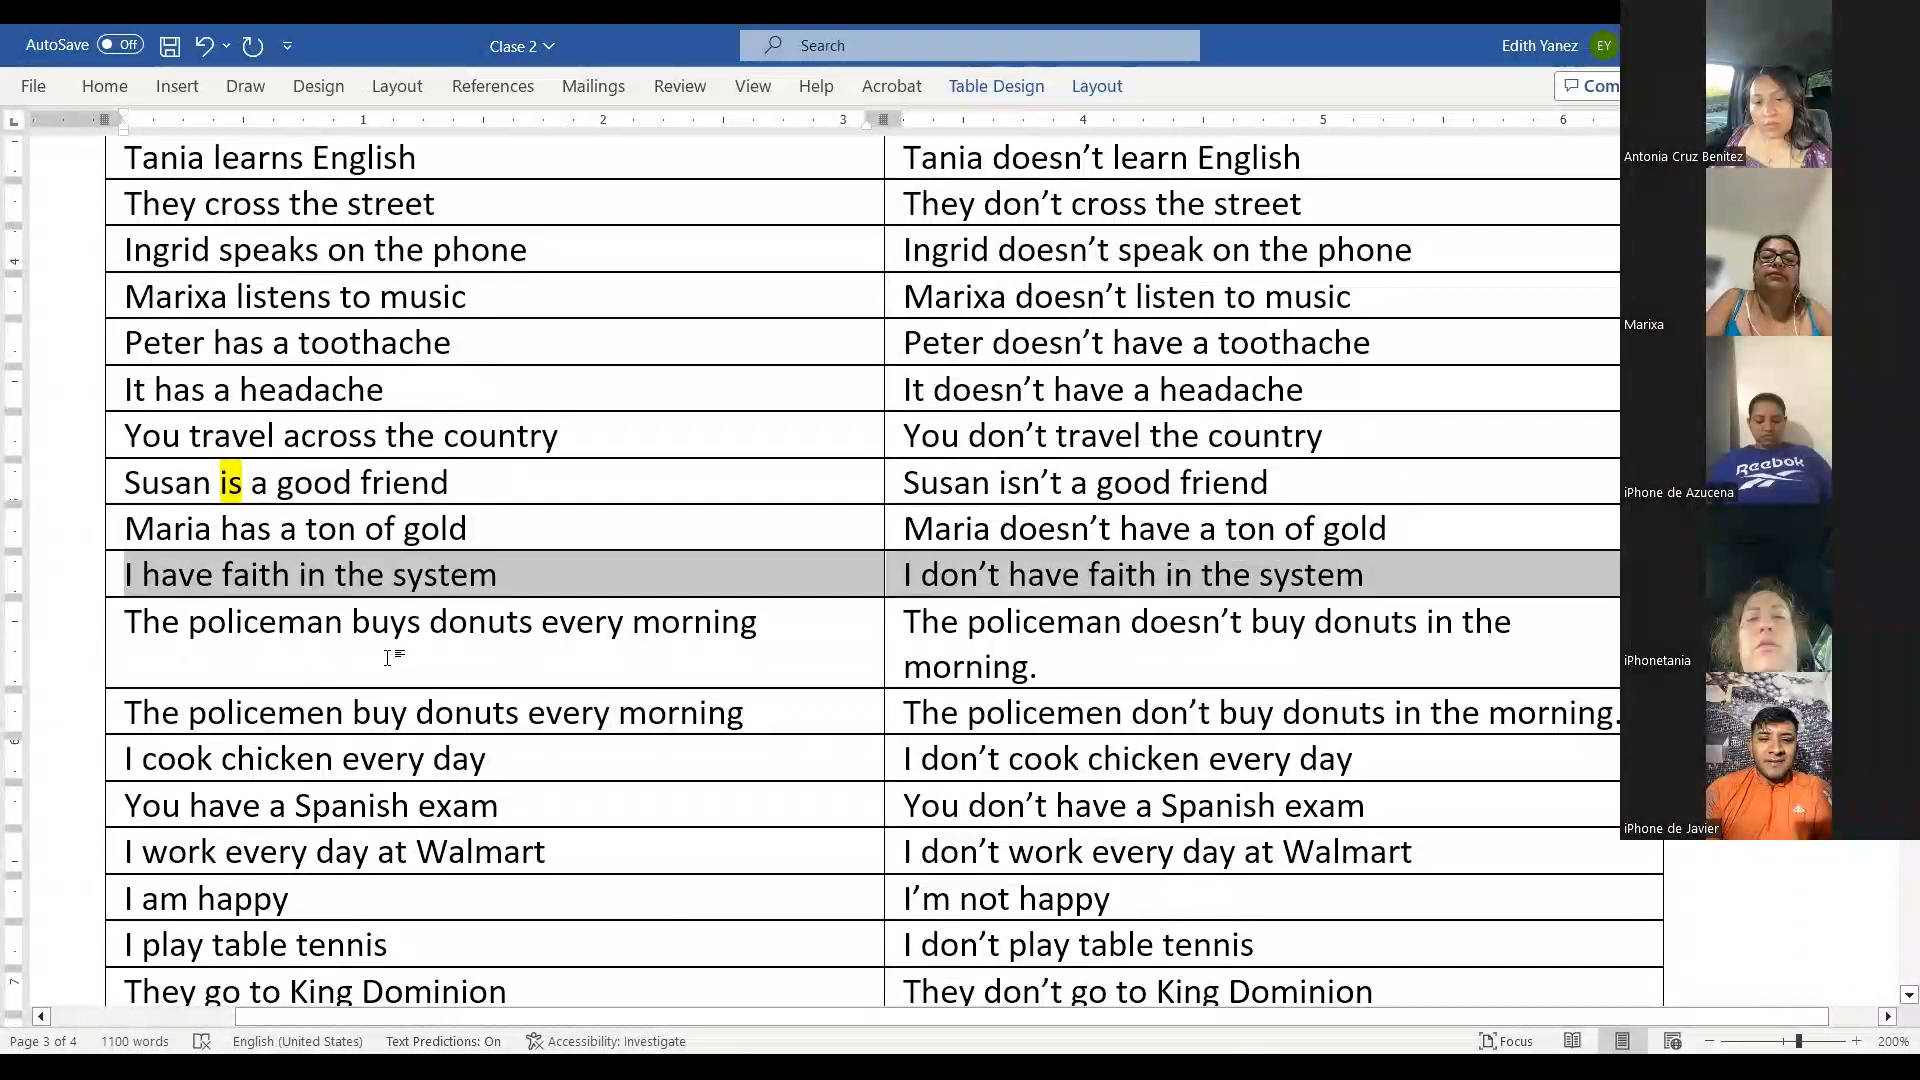 AutoSave Off Clase 2 Search Edith Yanez EY
File Home Insert Draw Design Layout References Mailings Review View Help Acrobat Table Design Layout Com
1 2 3 4 5 6
Tania learns English Tania doesn’t learn English
They cross the street They don’t cross the street
Ingrid speaks on the phone Ingrid doesn’t speak on the phone
Marixa listens to music Marixa doesn’t listen to music
Peter has a toothache Peter doesn’t have a toothache
It has a headache It doesn’t have a headache
You travel across the country You don’t travel the country
Susan is a good friend Susan isn’t a good friend
Maria has a ton of gold Maria doesn’t have a ton of gold
I have faith in the system I don’t have faith in the system
The policeman buys donuts every morning The policeman doesn’t buy donuts in the
morning.
The policemen buy donuts every morning The policemen don’t buy donuts in the morning.
I cook chicken every day I don’t cook chicken every day
You have a Spanish exam You don’t have a Spanish exam
I work every day at Walmart I don’t work every day at Walmart
I am happy I’m not happy
I play table tennis I don’t play table tennis
They go to King Dominion They don’t go to King Dominion
4
6
7
Page 3 of 4 1100 words English (United States) Text Predictions: On Accessibility: Investigate Focus 200%
Antonia Cruz Benitez
Marixa
Reebok
iPhone de Azucena
iPhonetania
iPhone de Javier